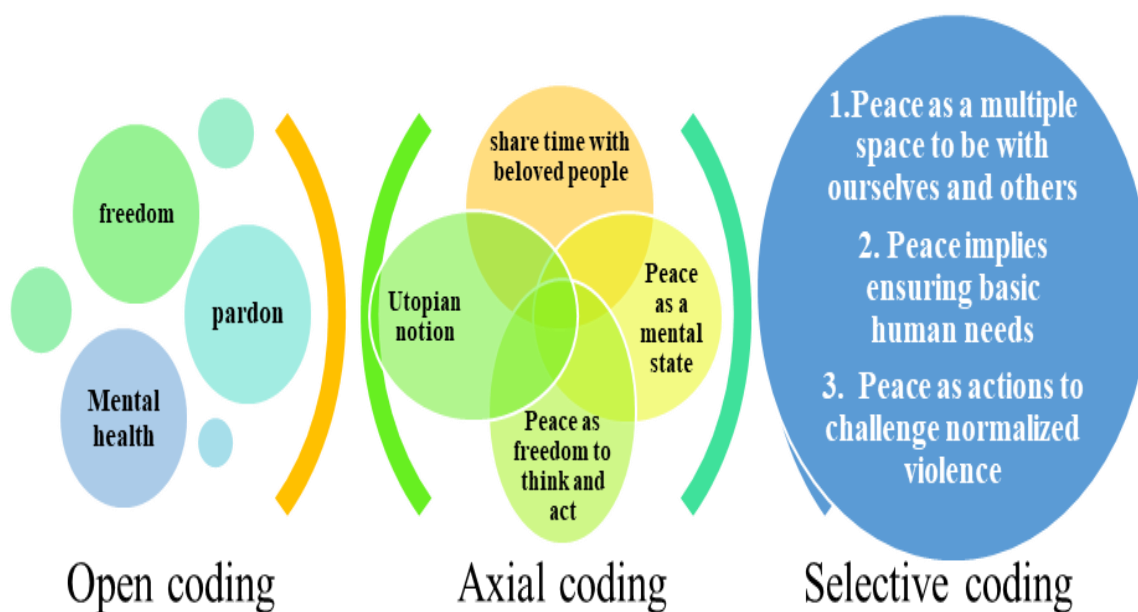 freedom
pardon
Mental
health
Open coding
share time with
beloved people
Utopian
notion
Peace
as a
mental
state
Peace as
freedom to
think and
act
Axial coding
1.Peace as a multiple
space to be with
ourselves and others
2. Peace implies
ensuring basic
human needs
3. Peace as actions to
challenge normalized
violence
Selective coding